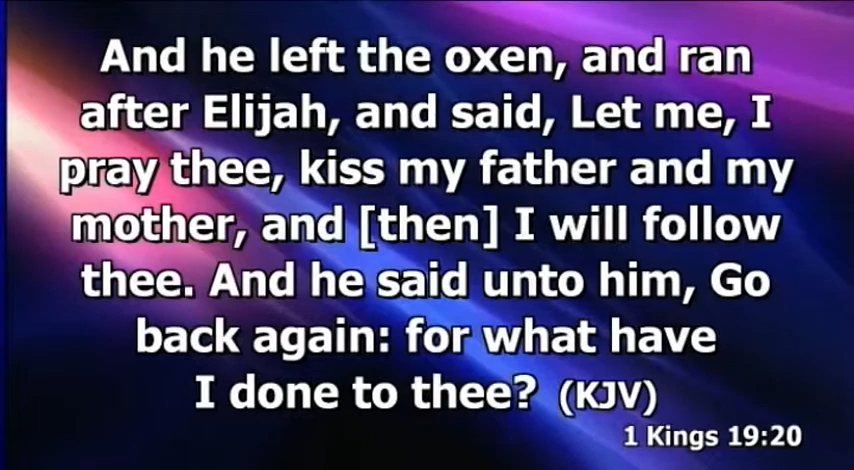 And he left the oxen, and ran
after Elijah, and said, Let me, I
pray thee, kiss my father and my
mother, and [then] I will follow
thee. And he said unto him, Go
back again: for what have
I done to thee? (KJV)
1 Kings 19:20